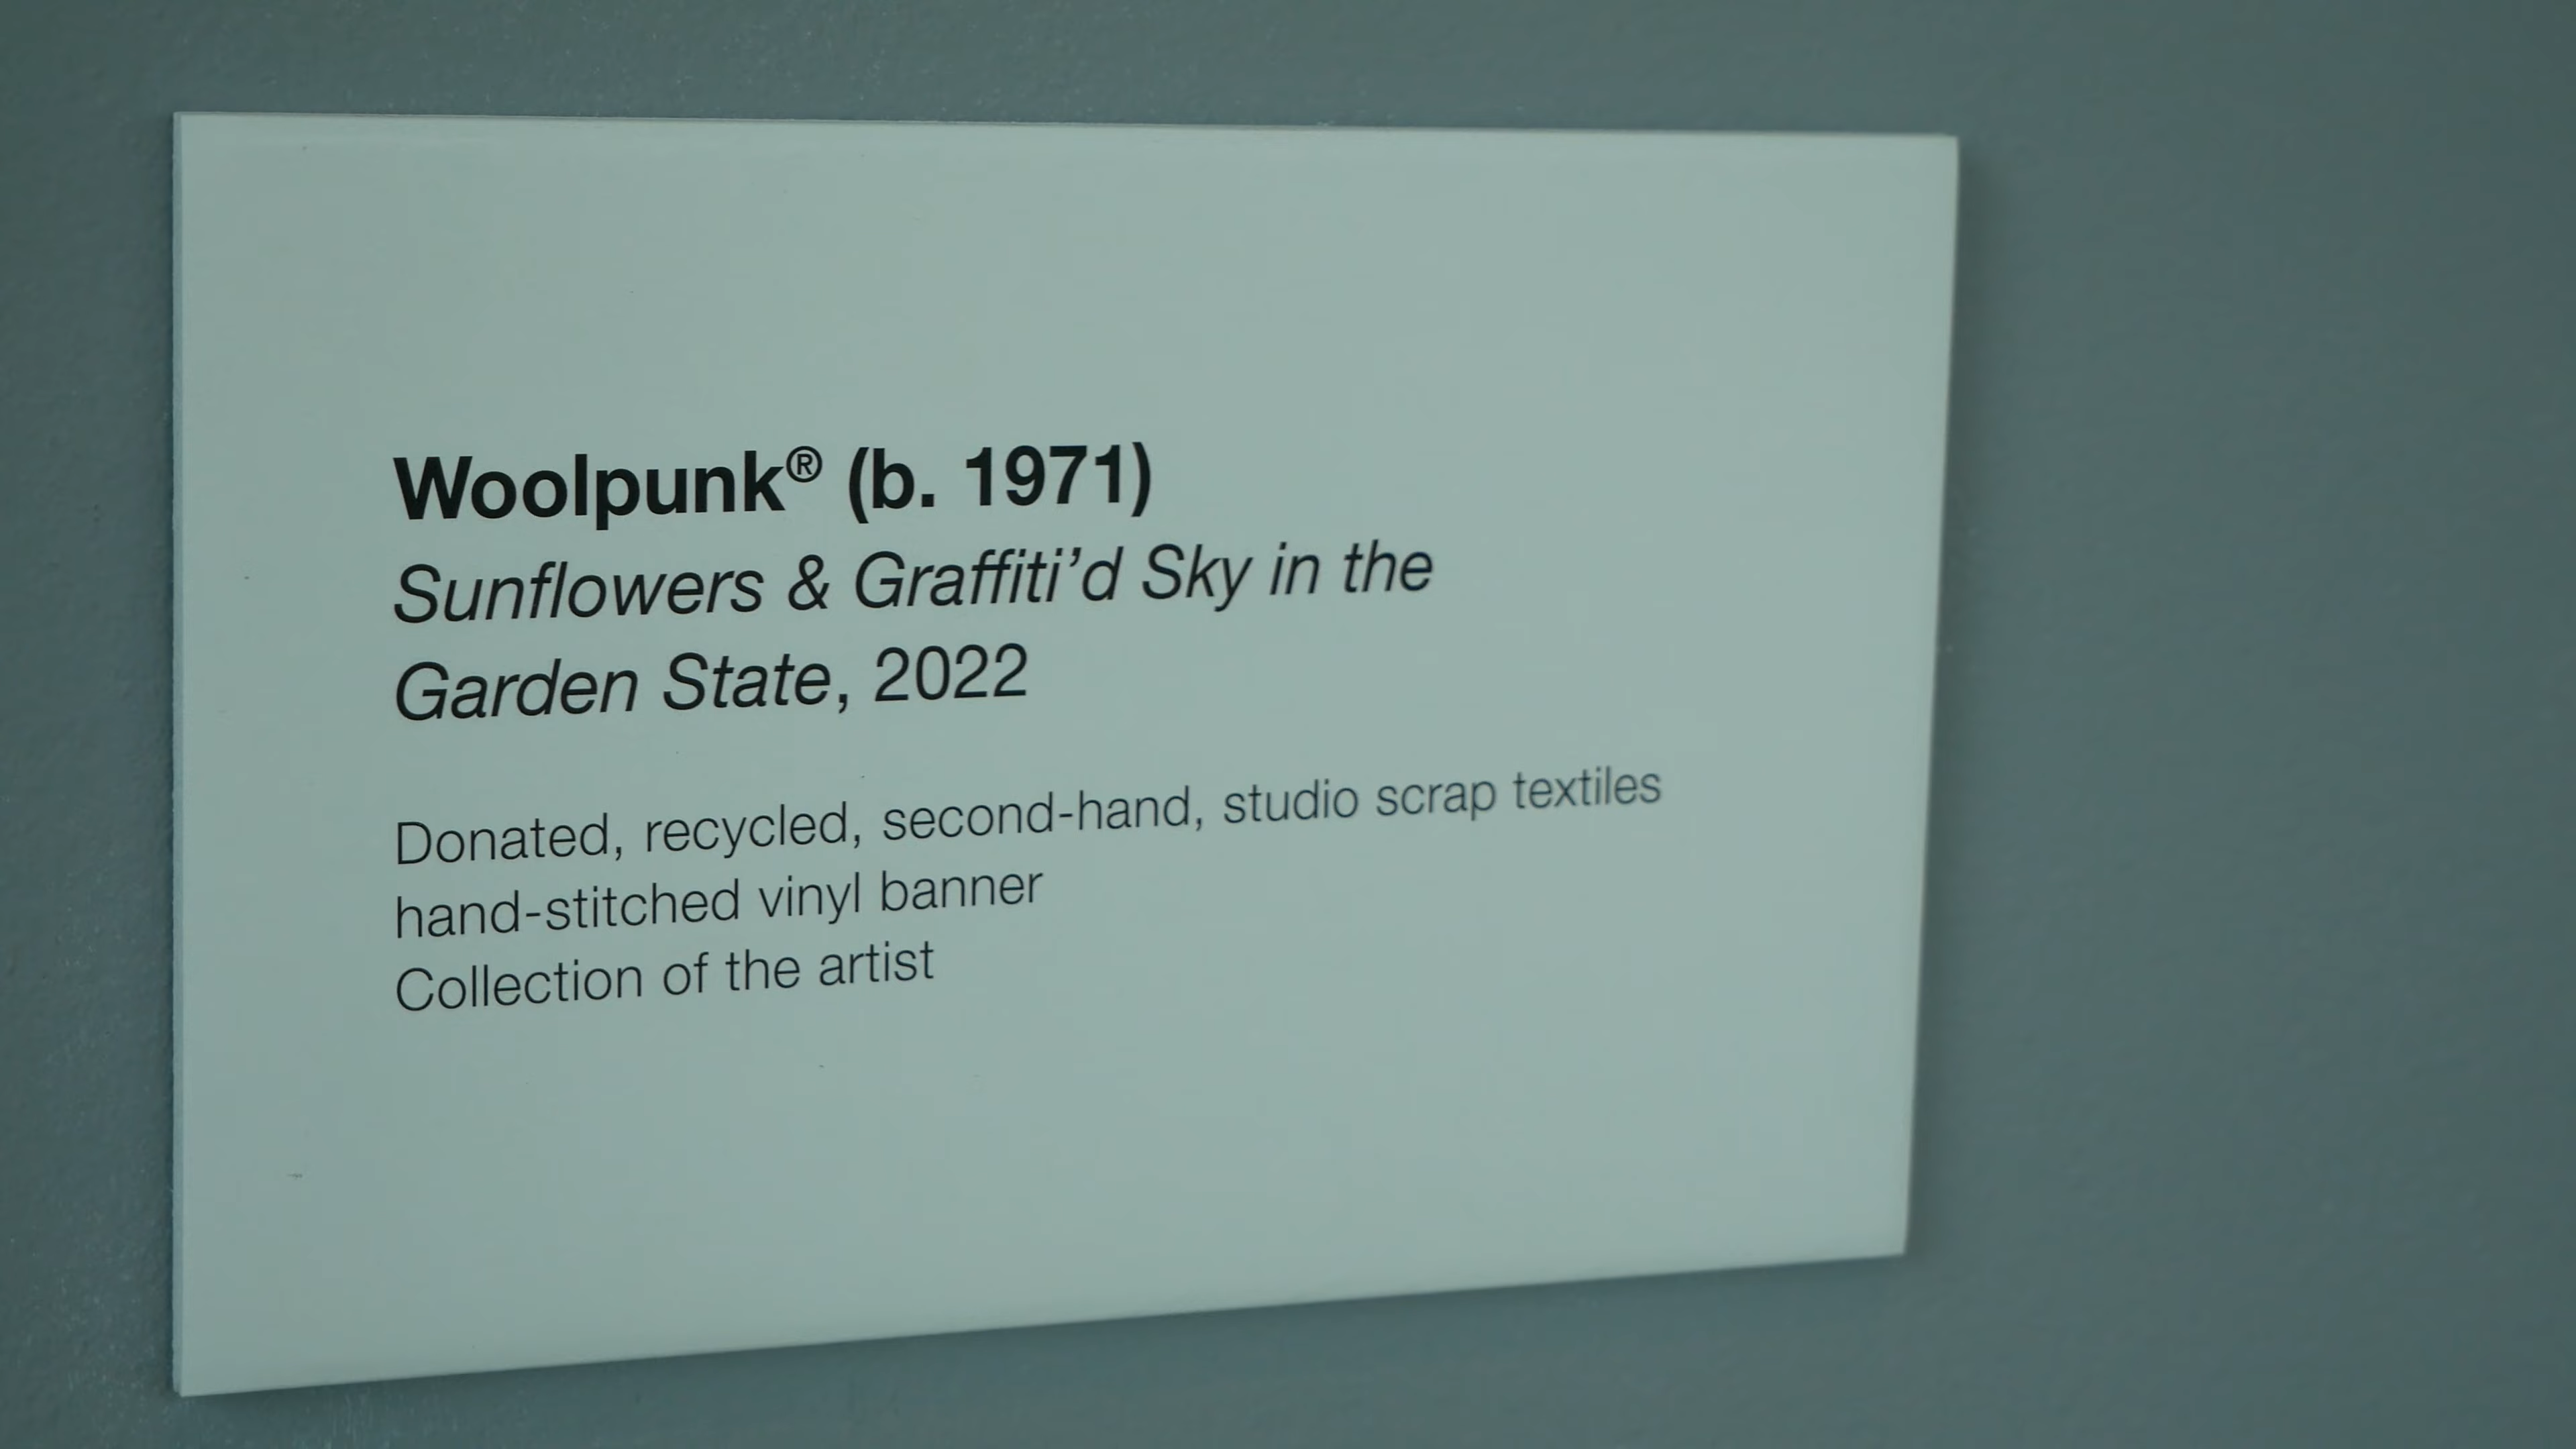 Woolpunk® (b. 1971)
Sunflowers & Graffiti’d Sky in the
Garden State, 2022
Donated, recycled, second-hand, studio scrap textiles
hand-stitched vinyl banner
Collection of the artist